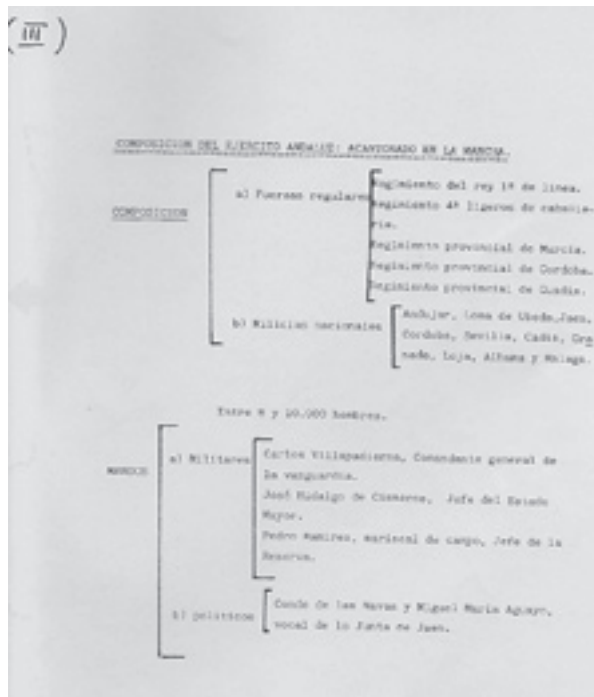 (III)
COMPOSICION DEL EJERCITO ANDALUZ: ACANTONADO EN LA MANCHA.
COMPOSICION
a) Fuerzas regulares
Regimiento del rey 1º de linea.
Regimiento 4º ligeros de caballe-
ria.
Regimiento provincial de Murcia.
Regimiento provincial de Cordoba.
Regimiento provincial de Guadix.
b) Milicias nacionales
Andujar, Loma de Ubeda, Jaen,
Cordoba, Sevilla, Cadiz, Gra
nada, Loja, Alhama y Malaga.
Entre 8 y 10.000 hombres.
MANDOS
a) Militares
Carlos Villapadierna, Comandante general de
la vanguardia.
José Hidalgo de Cisneros, Jefe del Estado
Mayor.
Pedro Ramirez, mariscal de campo, Jefe de la
Reserva.
b) politicos
Conde de las Navas y Miguel Maria Aguayo,
vocal de la Junta de Jaen.